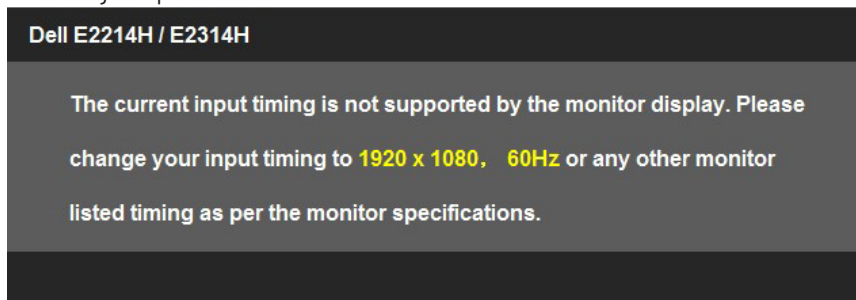 Dell E2214H / E2314H
The current input timing is not supported by the monitor display. Please
change your input timing to 1920 x 1080， 60Hz or any other monitor
listed timing as per the monitor specifications.